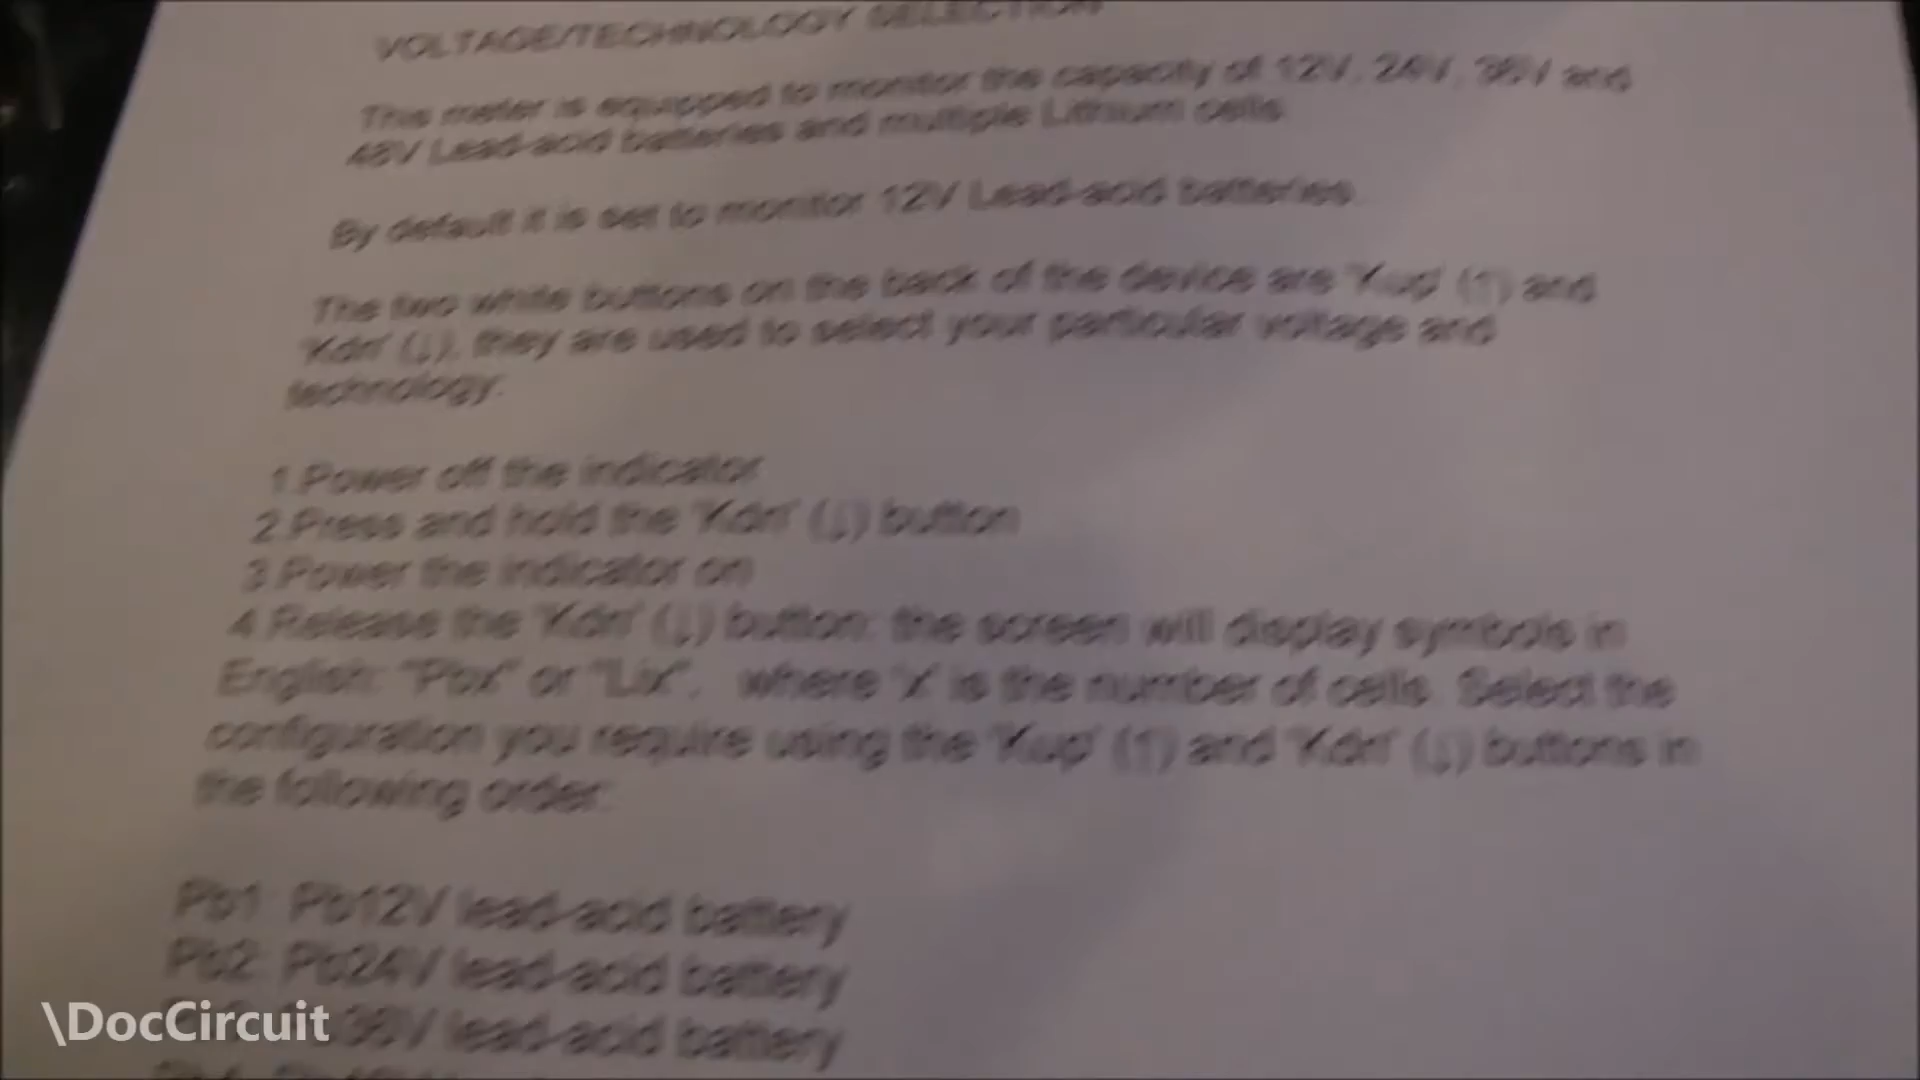 VOLTAGE/TECHNOLOGY SELECTION
This meter is equipped to monitor the capacity of 12V, 24V, 36V and
48V Lead-acid batteries and multiple Lithium cells
By default it is set to monitor 12V Lead-acid batteries.
The two white buttons on the back of the device are 'Kup' (↑) and
'Kdn' (↓), they are used to select your particular voltage and
technology.
1.Power off the indicator
2.Press and hold the 'Kdn' (↓) button
3.Power the indicator on
4.Release the 'Kdn' (↓) button: the screen will display symbols in
English: "Pbx" or "Lix", where 'x' is the number of cells. Select the
configuration you require using the 'Kup' (↑) and 'Kdn' (↓) buttons in
the following order:
Pb1: Pb12V lead-acid battery
Pb2: Pb24V lead-acid battery
36V lead-acid battery
\DocCircuit